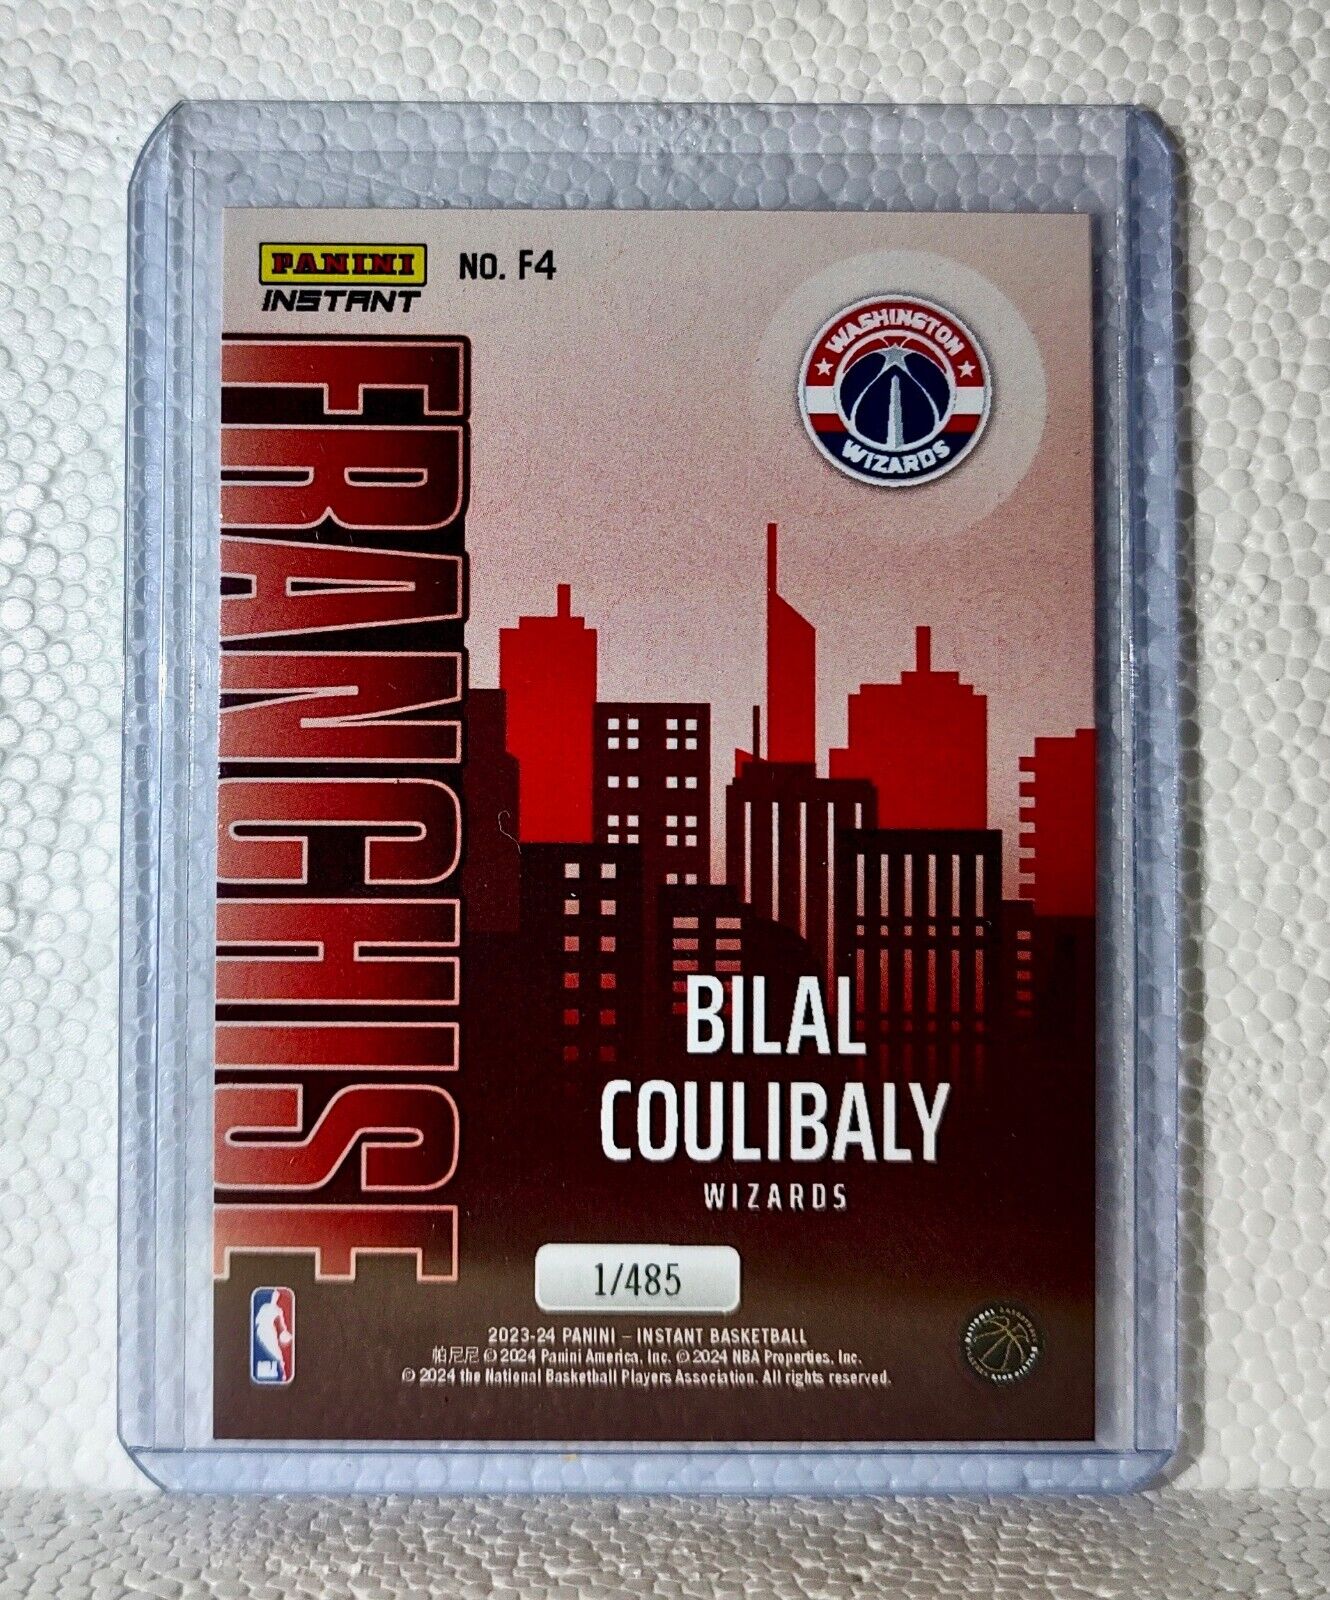 PANINI
INSTANT
NO. F4
WASHINGTON
WIZARDS
FRANCHISE
BILAL
COULIBALY
WIZARDS
1/485
2023-24 PANINI – INSTANT BASKETBALL
帕尼尼 © 2024 Panini America, Inc. © 2024 NBA Properties, Inc.
© 2024 the National Basketball Players Association. All rights reserved.